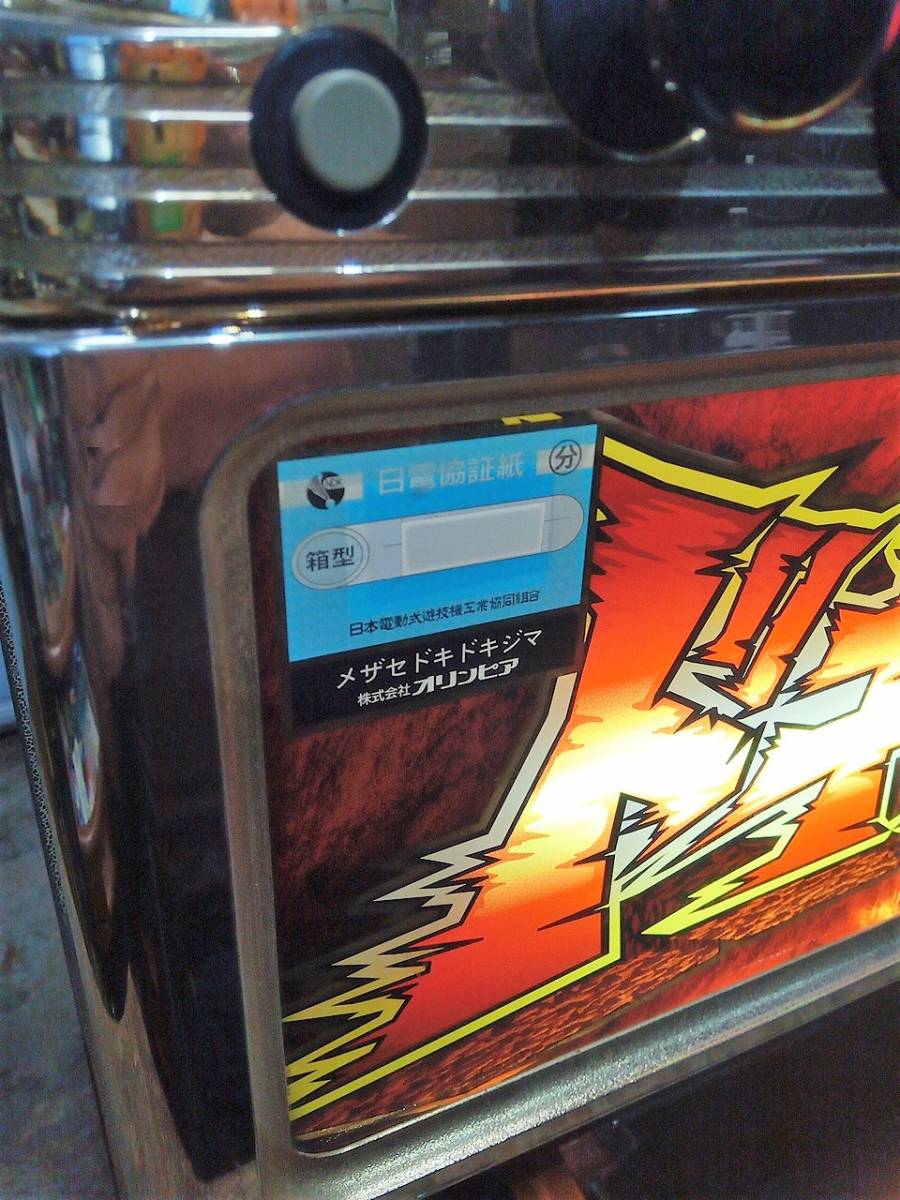 NDK 日電協証紙 分
箱型
日本電動式遊技機工業協同組合
メザセドキドキジマ
株式会社オリンピア